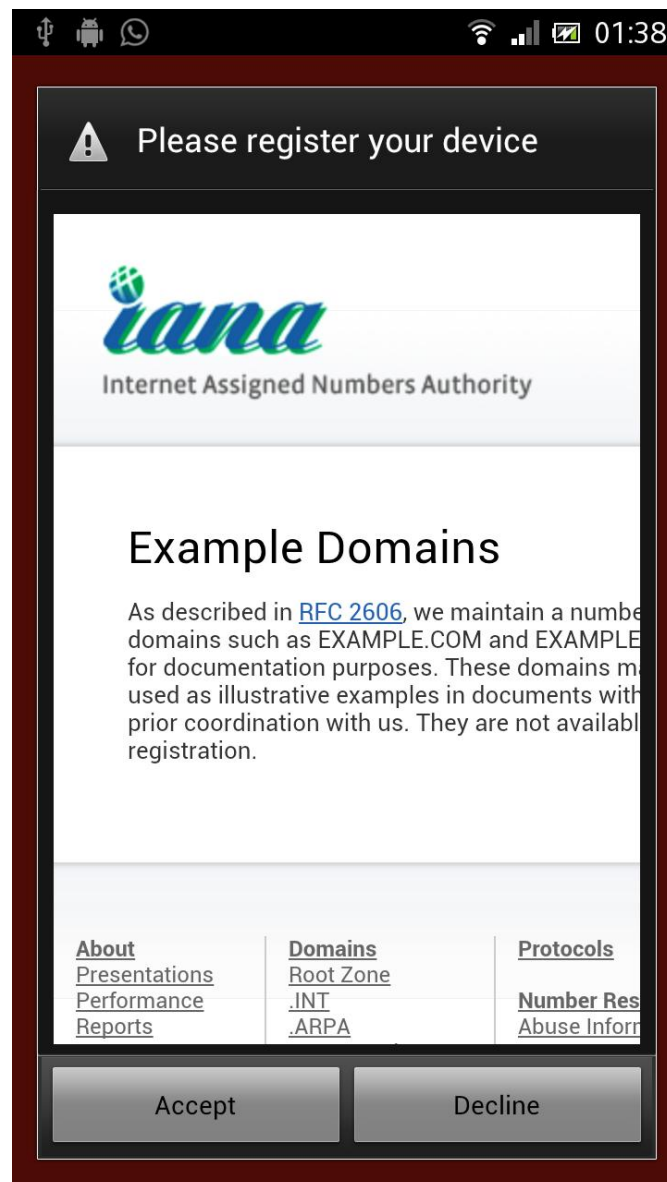 01:38
Please register your device
iana
Internet Assigned Numbers Authority
Example Domains
As described in RFC 2606, we maintain a numbe
domains such as EXAMPLE.COM and EXAMPLE
for documentation purposes. These domains m
used as illustrative examples in documents with
prior coordination with us. They are not availabl
registration.
About Domains Protocols
Presentations Root Zone
Performance .INT Number Res
Reports .ARPA Abuse Inforr
Accept Decline